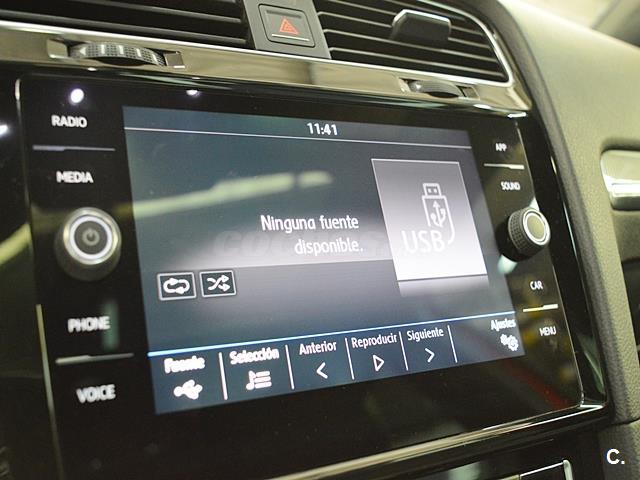 RADIO
MEDIA
PHONE
VOICE
11:41
Ninguna fuente
disponible.
USB
Fuente
Selección
Anterior
Reproducir
Siguiente
Ajustes
APP
SOUND
CAR
MENU
C.